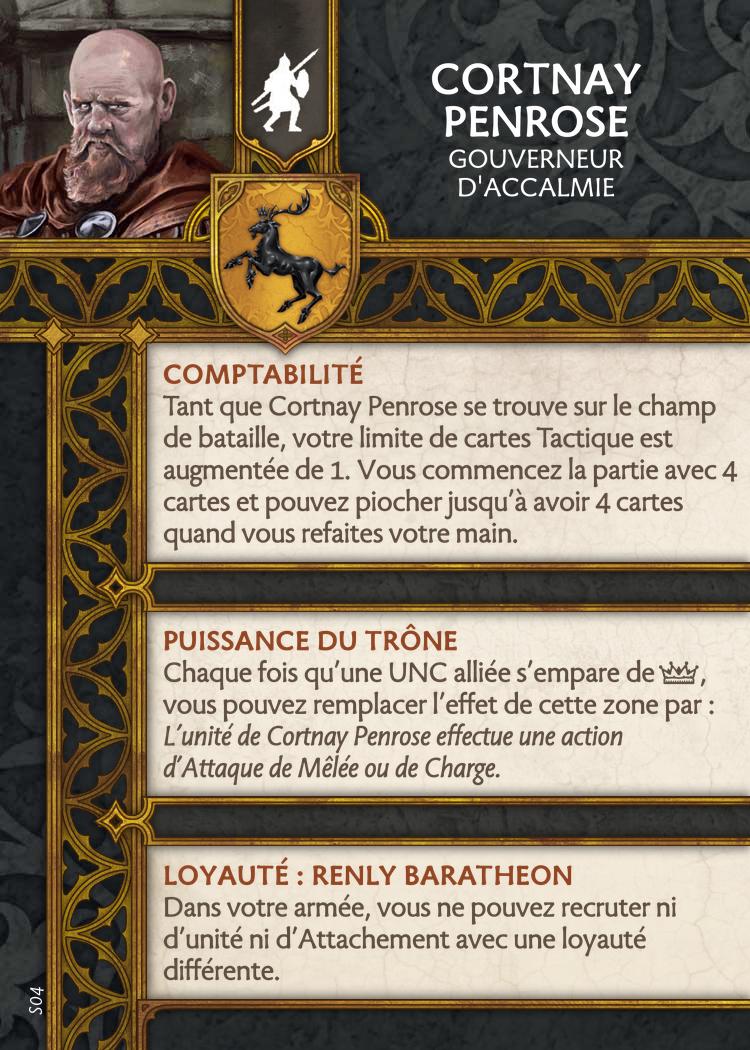 CORTNAY
PENROSE
GOUVERNEUR
D'ACCALMIE
COMPTABILITÉ
Tant que Cortnay Penrose se trouve sur le champ
de bataille, votre limite de cartes Tactique est
augmentée de 1. Vous commencez la partie avec 4
cartes et pouvez piocher jusqu’à avoir 4 cartes
quand vous refaites votre main.
PUISSANCE DU TRÔNE
Chaque fois qu’une UNC alliée s’empare de ,
vous pouvez remplacer l’effet de cette zone par :
L’unité de Cortnay Penrose effectue une action
d’Attaque de Mêlée ou de Charge.
LOYAUTÉ : RENLY BARATHEON
Dans votre armée, vous ne pouvez recruter ni
d’unité ni d’Attachement avec une loyauté
différente.
S04